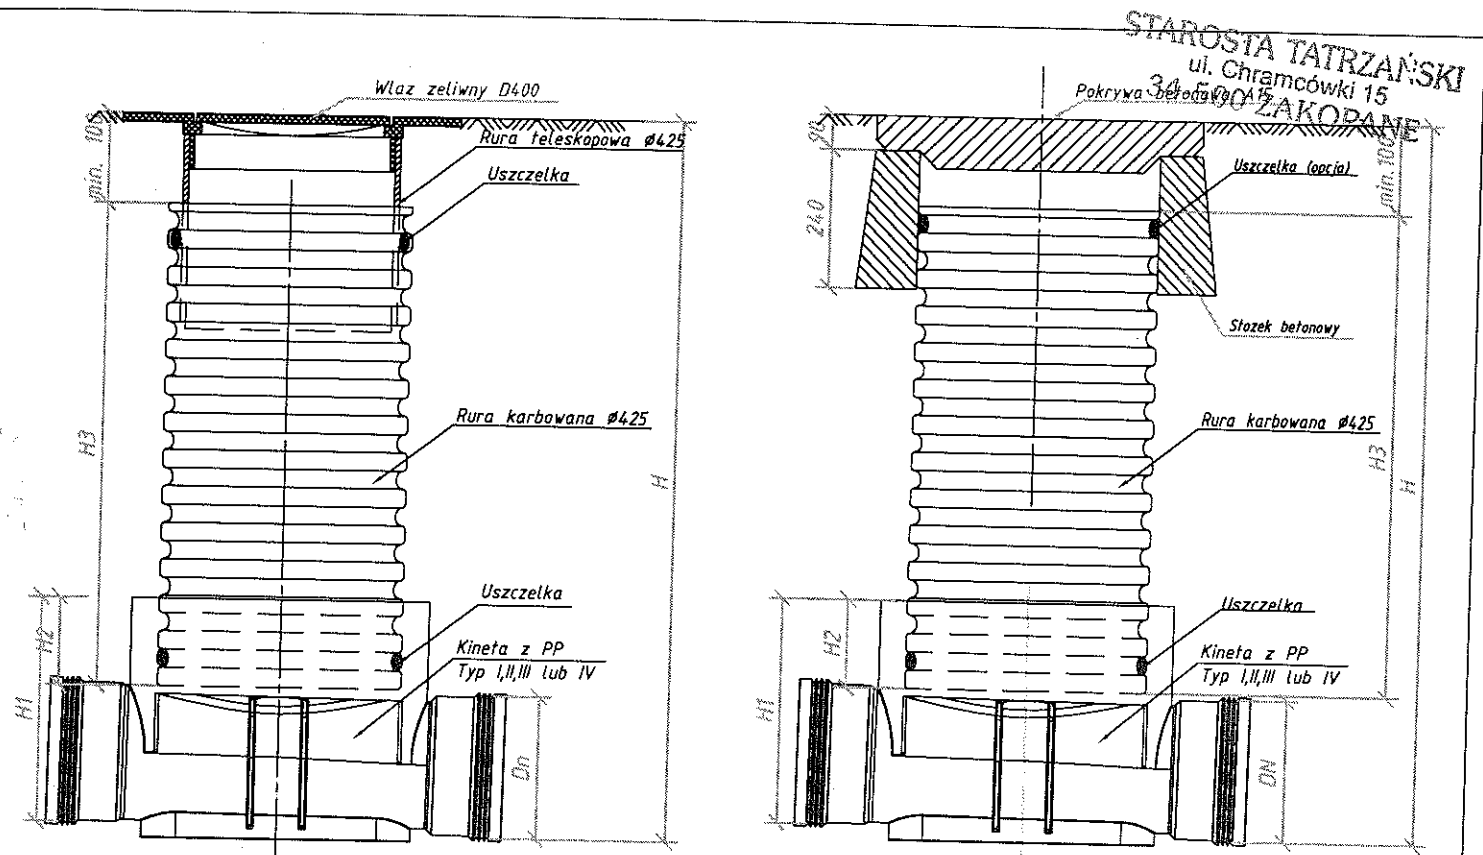 STAROSTA TATRZAŃSKI
ul. Chramcówki 15
34-500 ZAKOPANE
Wlaz zeliwny D400
Rura teleskopowa ø425
Uszczelka
min. 100
H3
H
Rura karbowana ø425
Uszczelka
Kineta z PP
Typ I,II,III lub IV
H2
H1
Dn
Pokrywa betonowa A15
90
240
Uszczelka (opcja)
min. 100
Stozek betonowy
Rura karbowana ø425
H3
H
Uszczelka
Kineta z PP
Typ I,II,III lub IV
H2
H1
DN